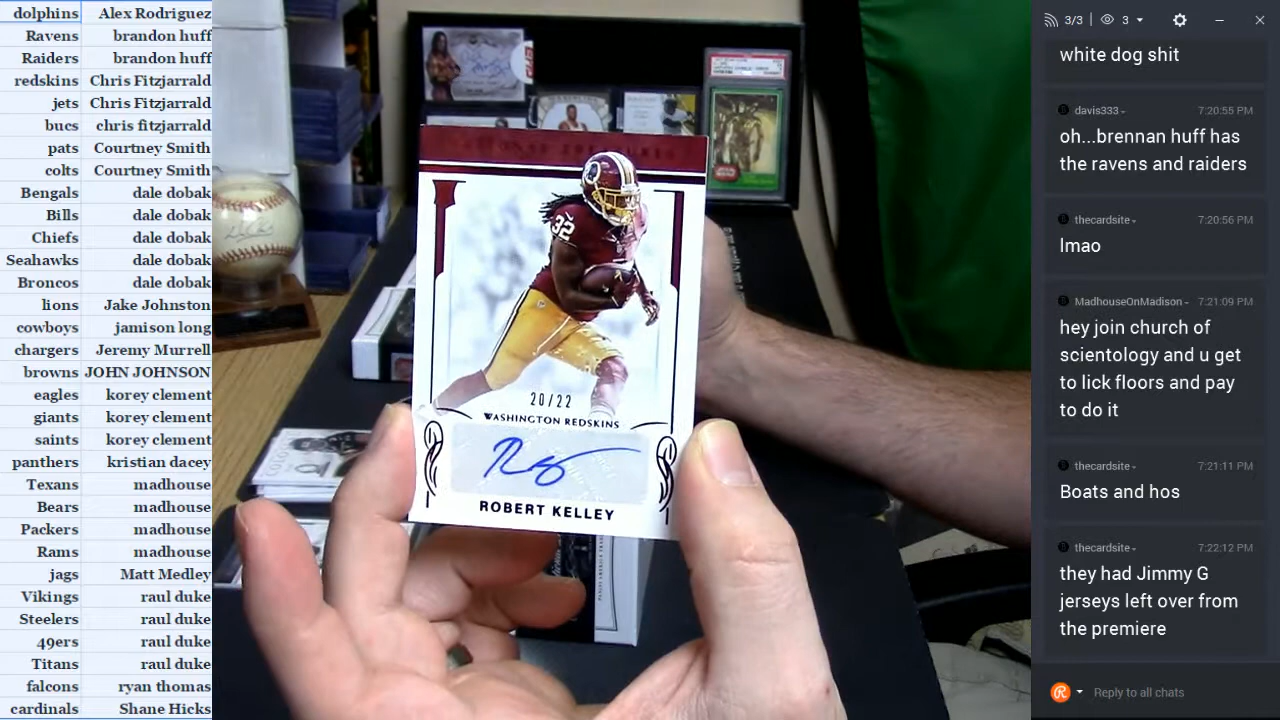 dolphins Alex Rodriguez
Ravens brandon huff
Raiders brandon huff
redskins Chris Fitzjarrald
jets Chris Fitzjarrald
bucs chris fitzjarrald
pats Courtney Smith
colts Courtney Smith
Bengals dale dobak
Bills dale dobak
Chiefs dale dobak
Seahawks dale dobak
Broncos dale dobak
lions Jake Johnston
cowboys jamison long
chargers Jeremy Murrell
browns JOHN JOHNSON
eagles korey clement
giants korey clement
saints korey clement
panthers kristian dacey
Texans madhouse
Bears madhouse
Packers madhouse
Rams madhouse
jags Matt Medley
Vikings raul duke
Steelers raul duke
49ers raul duke
Titans raul duke
falcons ryan thomas
cardinals Shane Hicks
32
20/22
WASHINGTON REDSKINS
ROBERT KELLEY
3/3 3
white dog shit
davis333 7:20:55 PM
oh...brennan huff has
the ravens and raiders
thecardsite 7:20:56 PM
lmao
MadhouseOnMadison 7:21:09 PM
hey join church of
scientology and u get
to lick floors and pay
to do it
thecardsite 7:21:11 PM
Boats and hos
thecardsite 7:22:12 PM
they had Jimmy G
jerseys left over from
the premiere
Reply to all chats